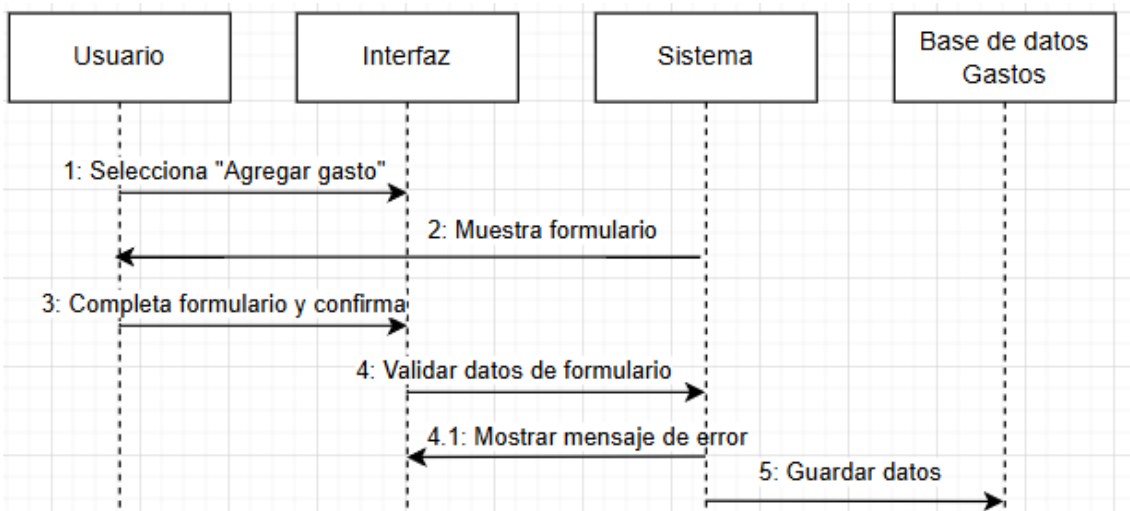 Usuario
Interfaz
Sistema
Base de datos
Gastos
1: Selecciona "Agregar gasto"
2: Muestra formulario
3: Completa formulario y confirma
4: Validar datos de formulario
4.1: Mostrar mensaje de error
5: Guardar datos